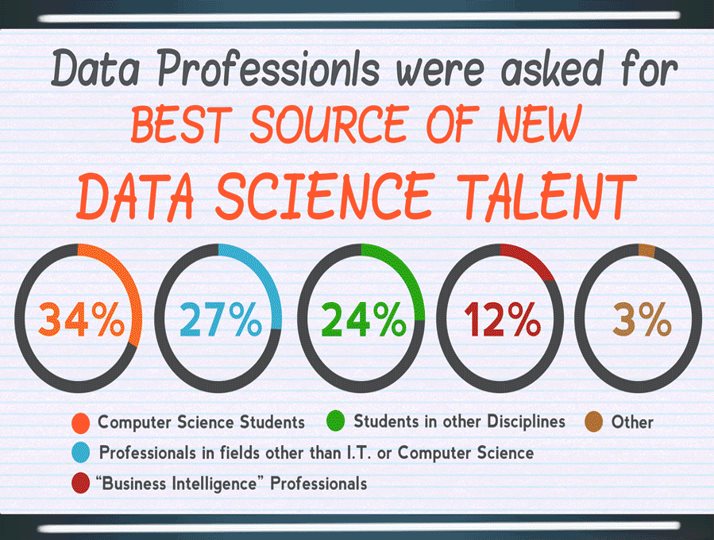 Data Professionls were asked for
BEST SOURCE OF NEW
DATA SCIENCE TALENT
34% 27% 24% 12% 3%
Computer Science Students Students in other Disciplines Other
Professionals in fields other than I.T. or Computer Science
“Business Intelligence” Professionals